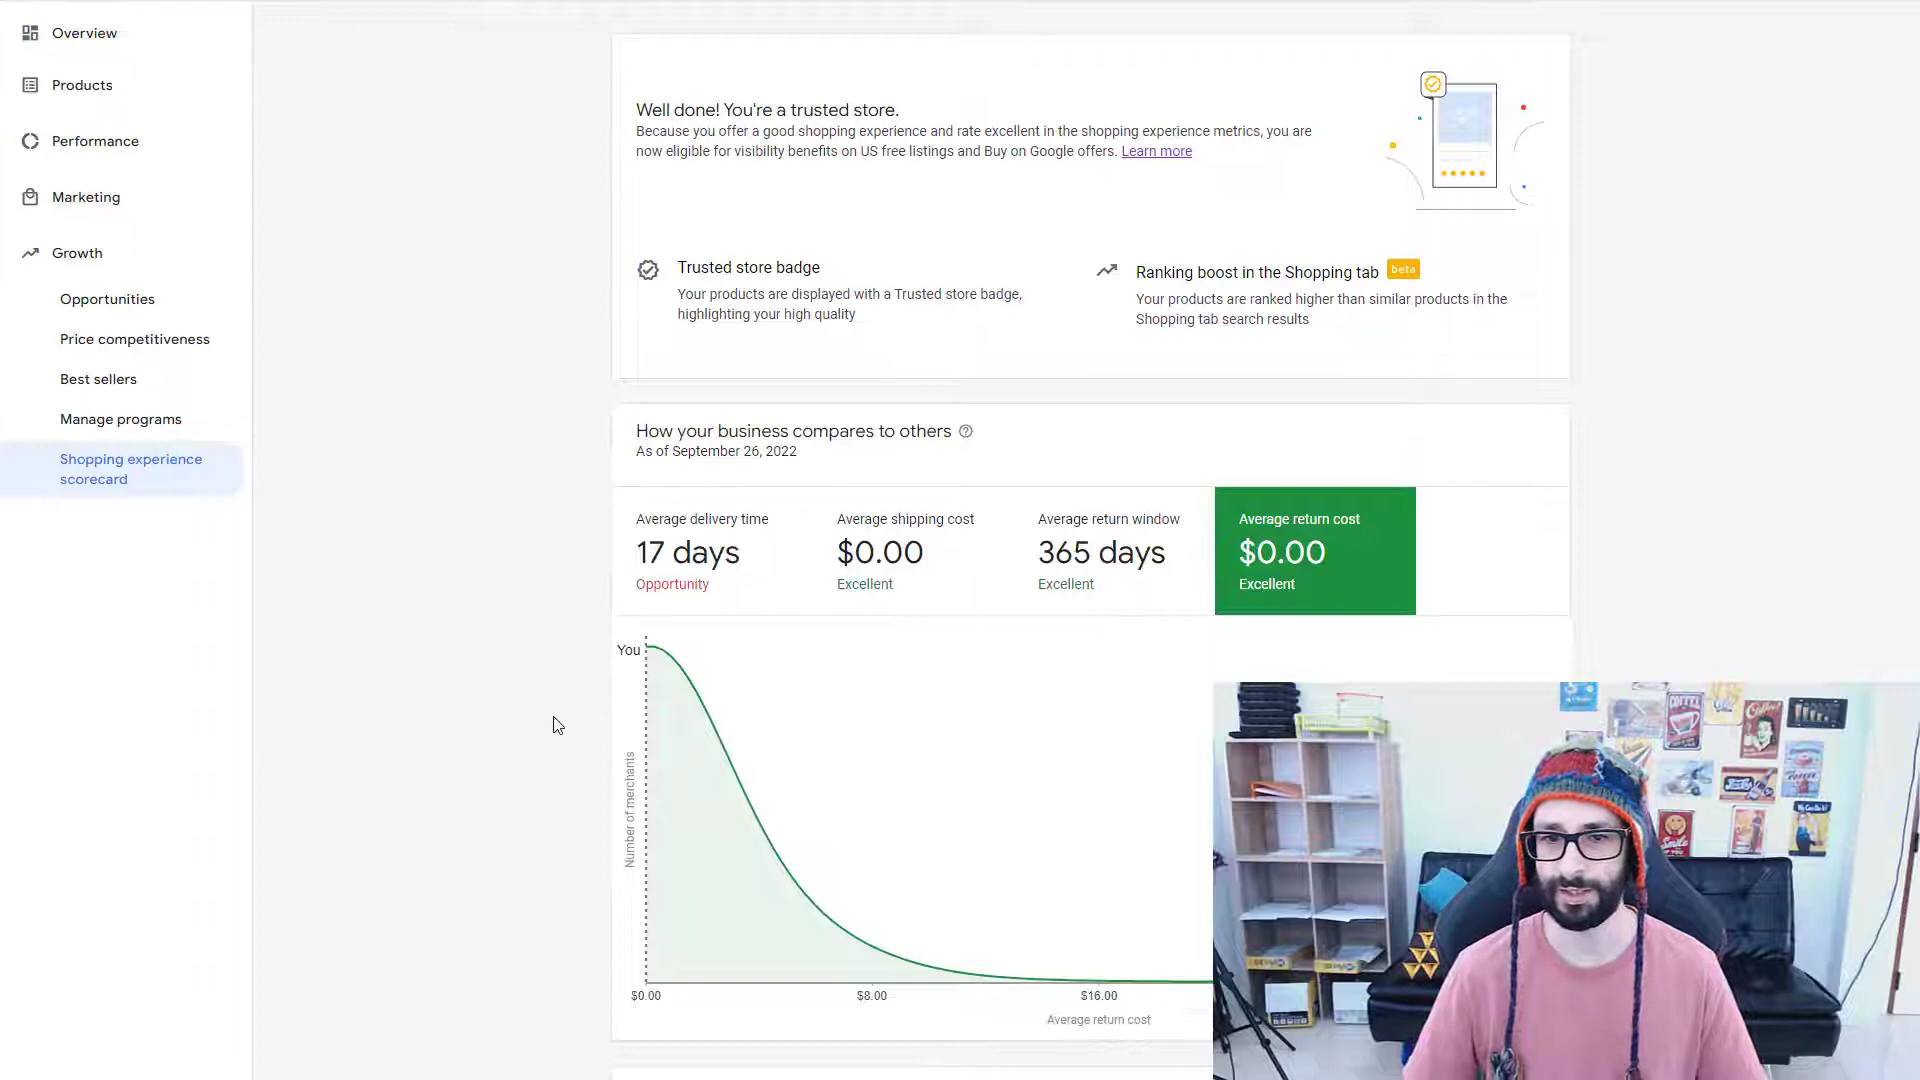 Overview
Products
Performance
Marketing
Growth
Opportunities
Price competitiveness
Best sellers
Manage programs
Shopping experience
scorecard
Well done! You're a trusted store.
Because you offer a good shopping experience and rate excellent in the shopping experience metrics, you are
now eligible for visibility benefits on US free listings and Buy on Google offers. Learn more
Trusted store badge
Your products are displayed with a Trusted store badge,
highlighting your high quality
Ranking boost in the Shopping tab beta
Your products are ranked higher than similar products in the
Shopping tab search results
How your business compares to others
As of September 26, 2022
Average delivery time
17 days
Opportunity
Average shipping cost
$0.00
Excellent
Average return window
365 days
Excellent
Average return cost
$0.00
Excellent
You
Number of merchants
$0.00
$8.00
$16.00
Average return cost
COFFEE
Coffee
Smile